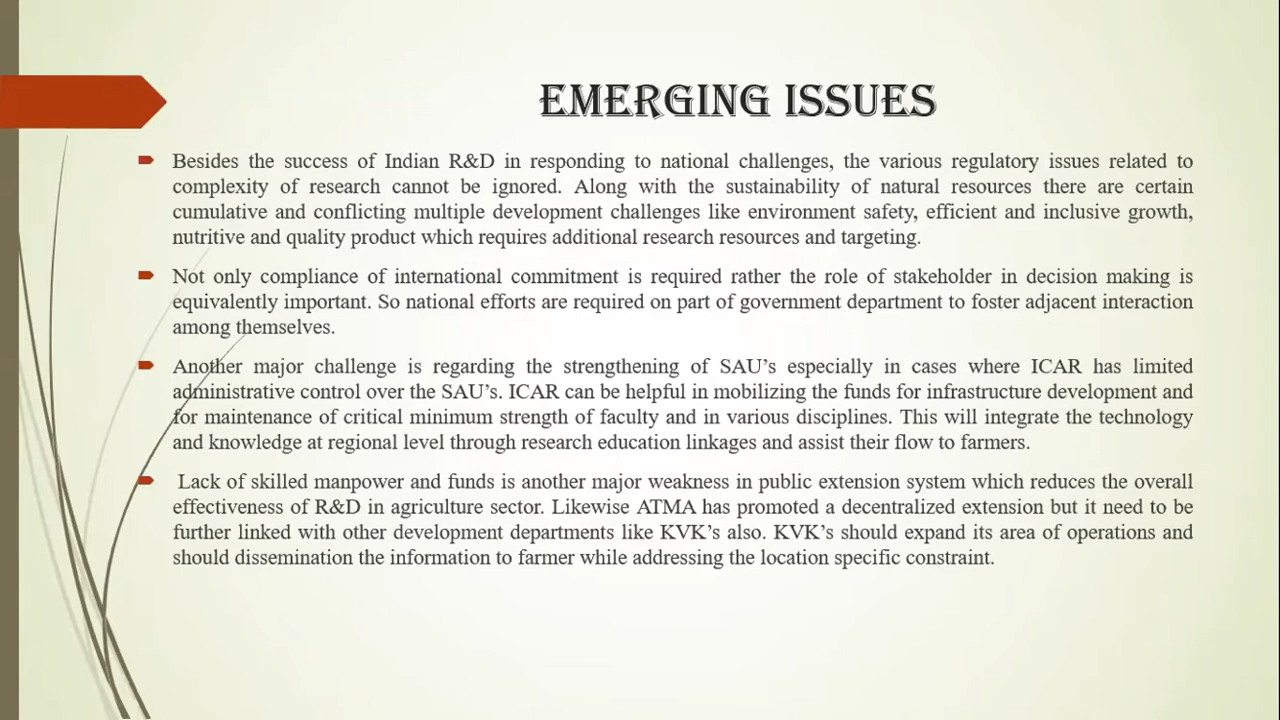 EMERGING ISSUES
Besides the success of Indian R&D in responding to national challenges, the various regulatory issues related to
complexity of research cannot be ignored. Along with the sustainability of natural resources there are certain
cumulative and conflicting multiple development challenges like environment safety, efficient and inclusive growth,
nutritive and quality product which requires additional research resources and targeting.
Not only compliance of international commitment is required rather the role of stakeholder in decision making is
equivalently important. So national efforts are required on part of government department to foster adjacent interaction
among themselves.
Another major challenge is regarding the strengthening of SAU’s especially in cases where ICAR has limited
administrative control over the SAU’s. ICAR can be helpful in mobilizing the funds for infrastructure development and
for maintenance of critical minimum strength of faculty and in various disciplines. This will integrate the technology
and knowledge at regional level through research education linkages and assist their flow to farmers.
Lack of skilled manpower and funds is another major weakness in public extension system which reduces the overall
effectiveness of R&D in agriculture sector. Likewise ATMA has promoted a decentralized extension but it need to be
further linked with other development departments like KVK’s also. KVK’s should expand its area of operations and
should dissemination the information to farmer while addressing the location specific constraint.